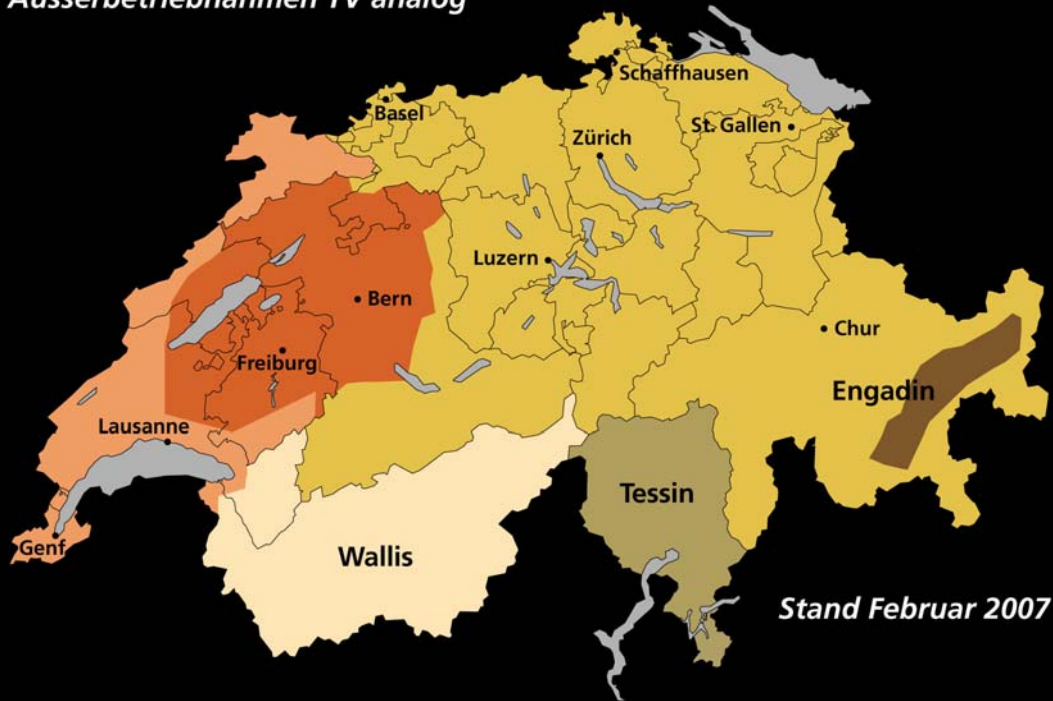 Ausserbetriebnahmen TV analog
Schaffhausen
Basel
St. Gallen
Zürich
Luzern
Bern
Chur
Freiburg
Engadin
Lausanne
Tessin
Genf
Wallis
Stand Februar 2007